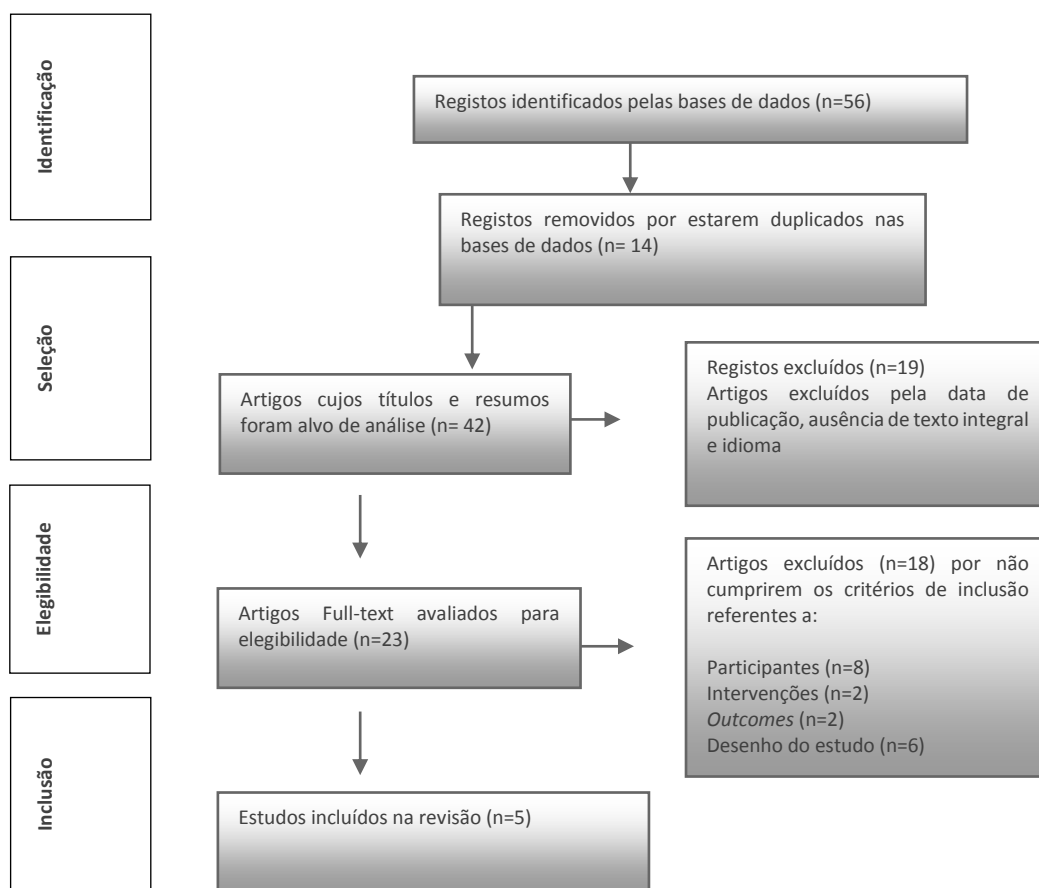 Identificação
Registos identificados pelas bases de dados (n=56)
Registos removidos por estarem duplicados nas
bases de dados (n= 14)
Seleção
Artigos cujos títulos e resumos
foram alvo de análise (n= 42)
Registos excluídos (n=19)
Artigos excluídos pela data de
publicação, ausência de texto integral
e idioma
Elegibilidade
Artigos Full-text avaliados para
elegibilidade (n=23)
Artigos excluídos (n=18) por não
cumprirem os critérios de inclusão
referentes a:
Participantes (n=8)
Intervenções (n=2)
Outcomes (n=2)
Desenho do estudo (n=6)
Inclusão
Estudos incluídos na revisão (n=5)